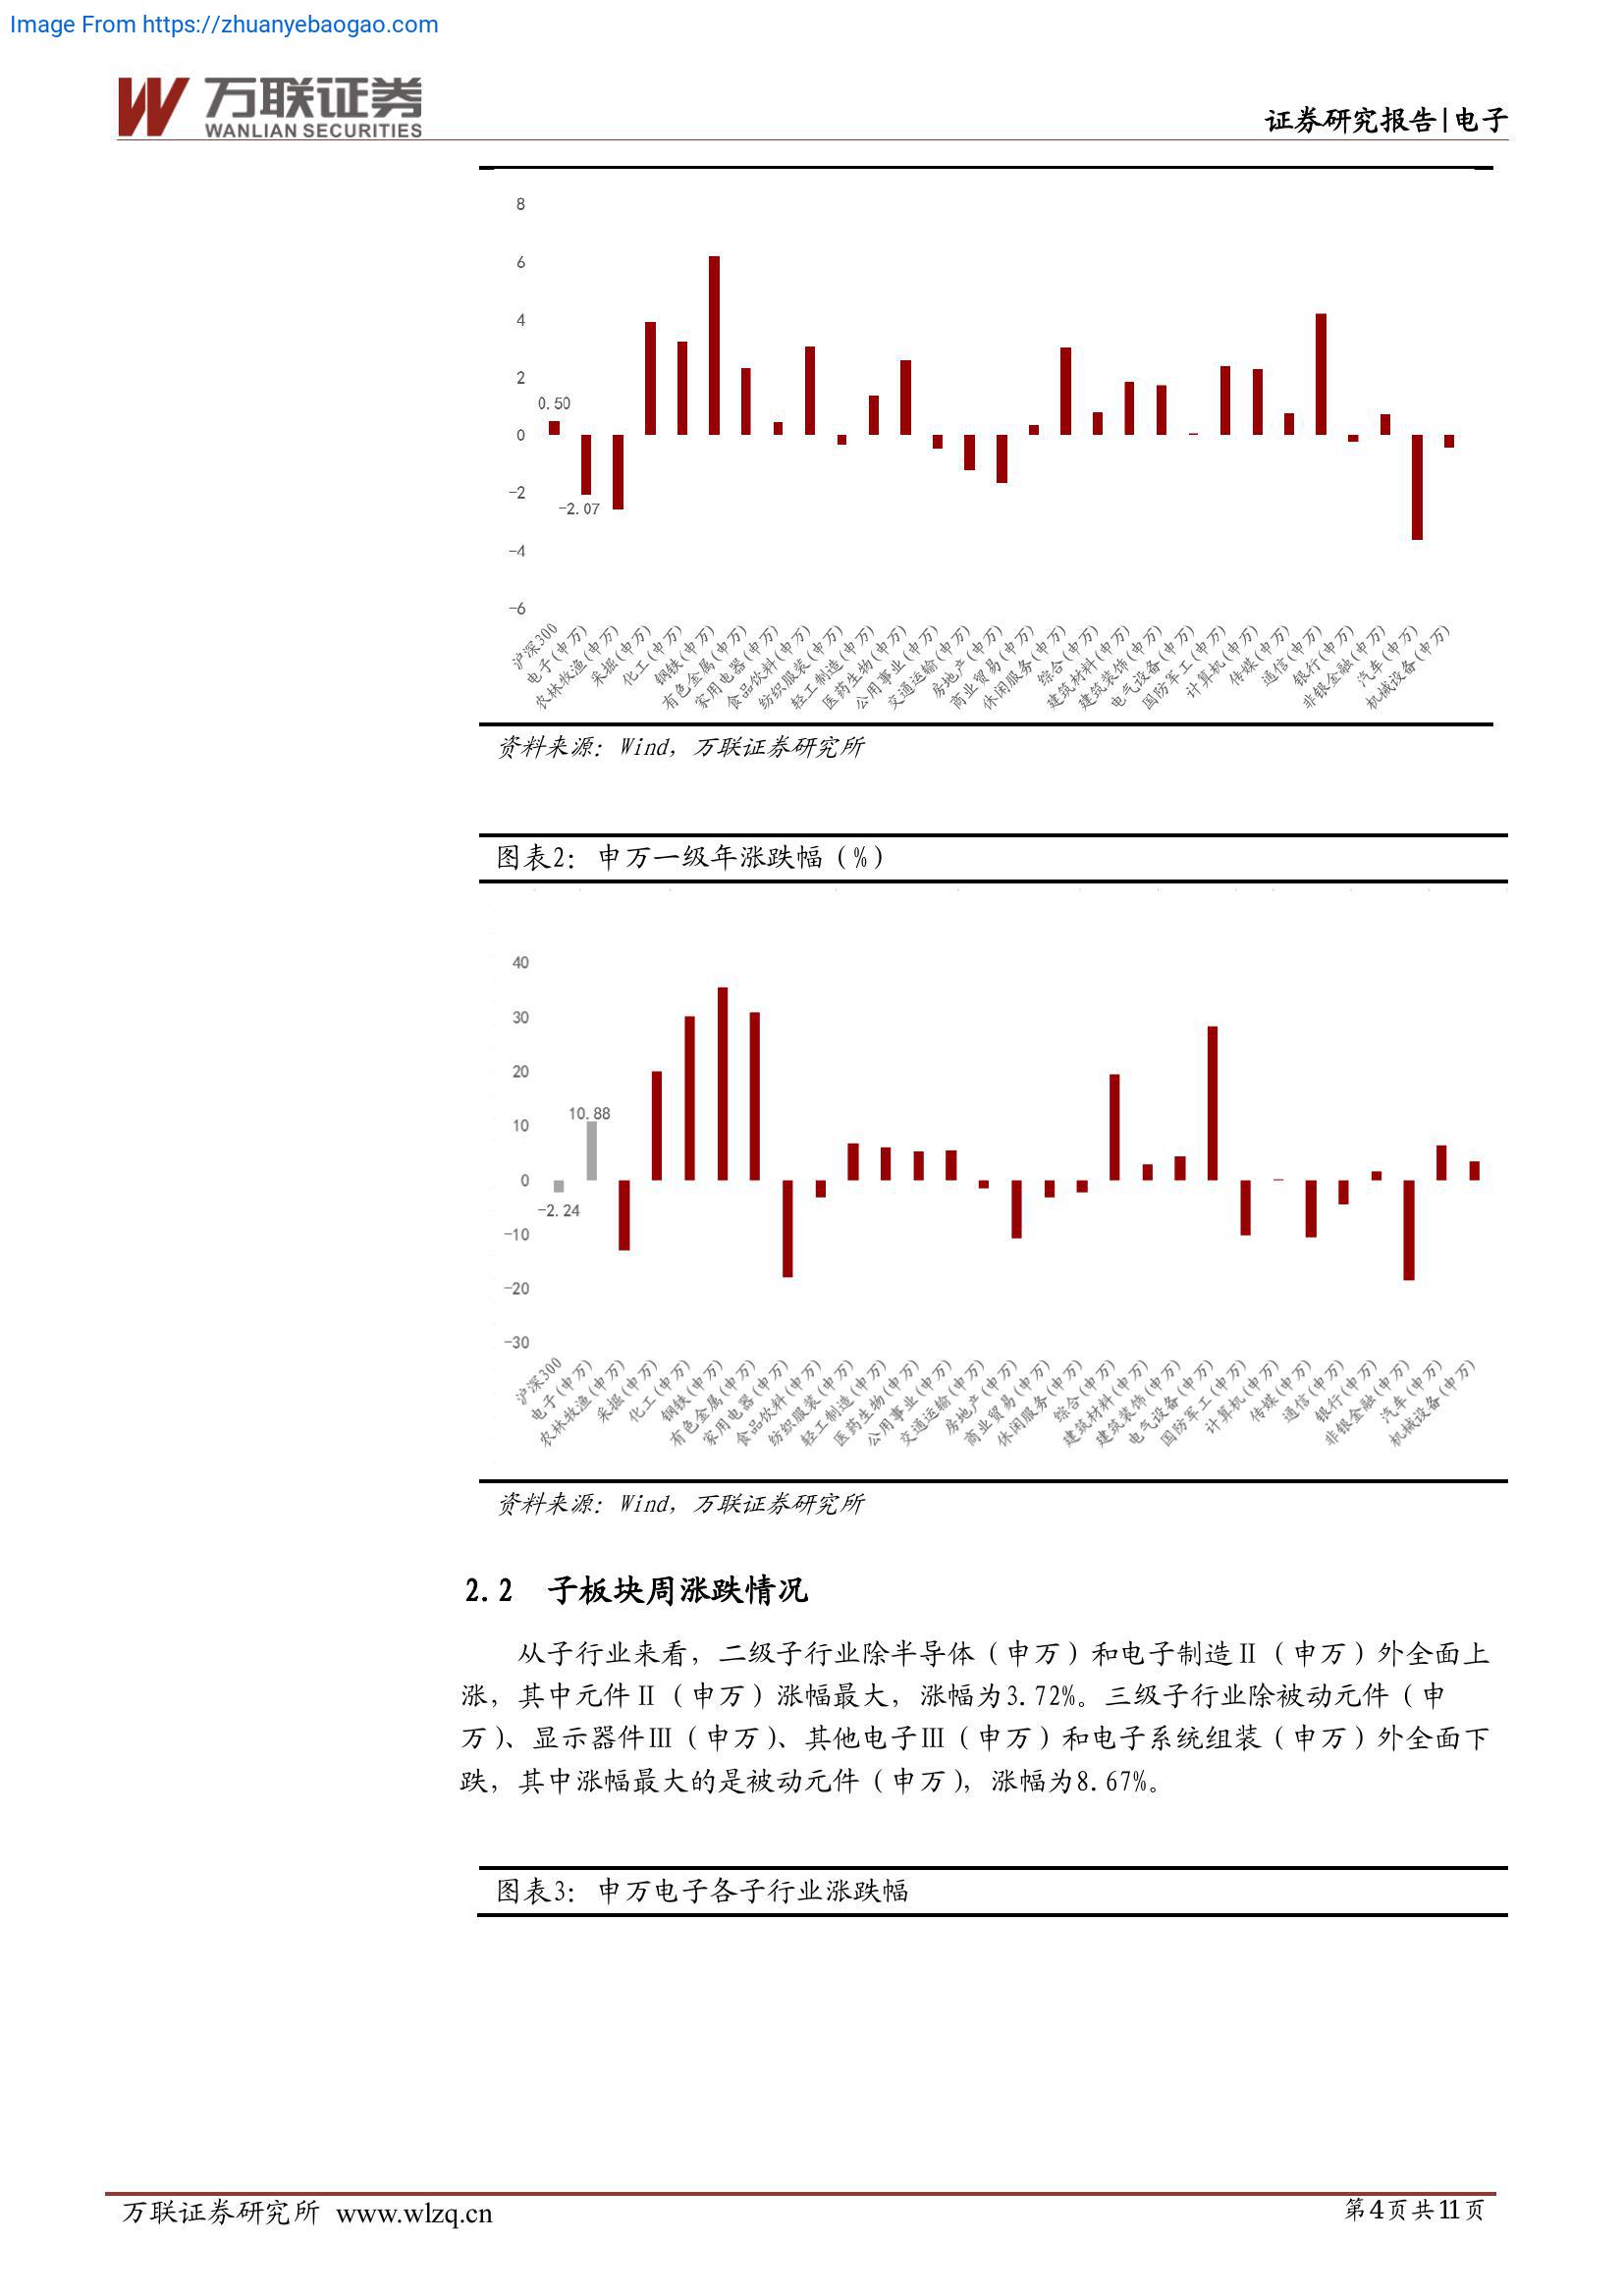 Image From https://zhuanyebaogao.com
万联证券
WANLIAN SECURITIES
证券研究报告|电子
8
6
4
2
0
-2
-4
-6
0.50
-2.07
沪深300
电子(申万)
农林牧渔(申万)
采掘(申万)
化工(申万)
钢铁(申万)
有色金属(申万)
家用电器(申万)
食品饮料(申万)
纺织服装(申万)
轻工制造(申万)
医药生物(申万)
公用事业(申万)
交通运输(申万)
房地产(申万)
商业贸易(申万)
休闲服务(申万)
综合(申万)
建筑材料(申万)
建筑装饰(申万)
电气设备(申万)
国防军工(申万)
计算机(申万)
传媒(申万)
通信(申万)
银行(申万)
非银金融(申万)
汽车(申万)
机械设备(申万)
资料来源：Wind，万联证券研究所
图表2：申万一级年涨跌幅（%）
40
30
20
10
0
-10
-20
-30
10.88
-2.24
沪深300
电子(申万)
农林牧渔(申万)
采掘(申万)
化工(申万)
钢铁(申万)
有色金属(申万)
家用电器(申万)
食品饮料(申万)
纺织服装(申万)
轻工制造(申万)
医药生物(申万)
公用事业(申万)
交通运输(申万)
房地产(申万)
商业贸易(申万)
休闲服务(申万)
综合(申万)
建筑材料(申万)
建筑装饰(申万)
电气设备(申万)
国防军工(申万)
计算机(申万)
传媒(申万)
通信(申万)
银行(申万)
非银金融(申万)
汽车(申万)
机械设备(申万)
资料来源：Wind，万联证券研究所
2.2 子板块周涨跌情况
从子行业来看，二级子行业除半导体（申万）和电子制造Ⅱ（申万）外全面上
涨，其中元件Ⅱ（申万）涨幅最大，涨幅为3.72%。三级子行业除被动元件（申
万）、显示器件Ⅲ（申万）、其他电子Ⅲ（申万）和电子系统组装（申万）外全面下
跌，其中涨幅最大的是被动元件（申万），涨幅为8.67%。
图表3：申万电子各子行业涨跌幅
万联证券研究所 www.wlzq.cn
第4页共11页